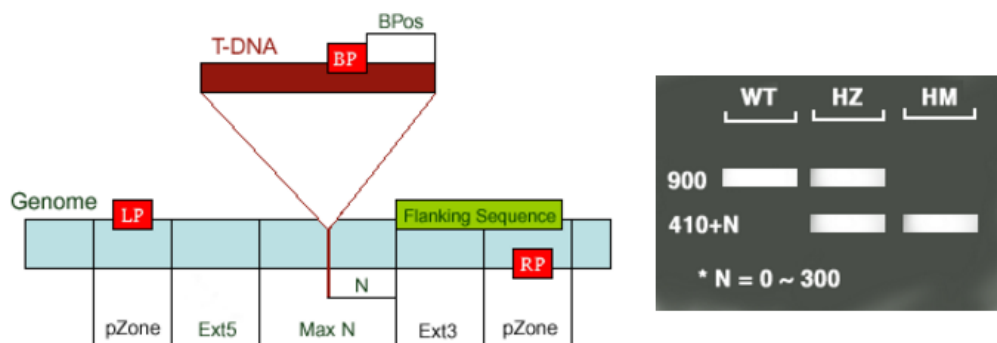 BPos
T-DNA
BP
WT HZ HM
900
410+N
* N = 0 ~ 300
Genome
LP
Flanking Sequence
RP
N
pZone Ext5 Max N Ext3 pZone